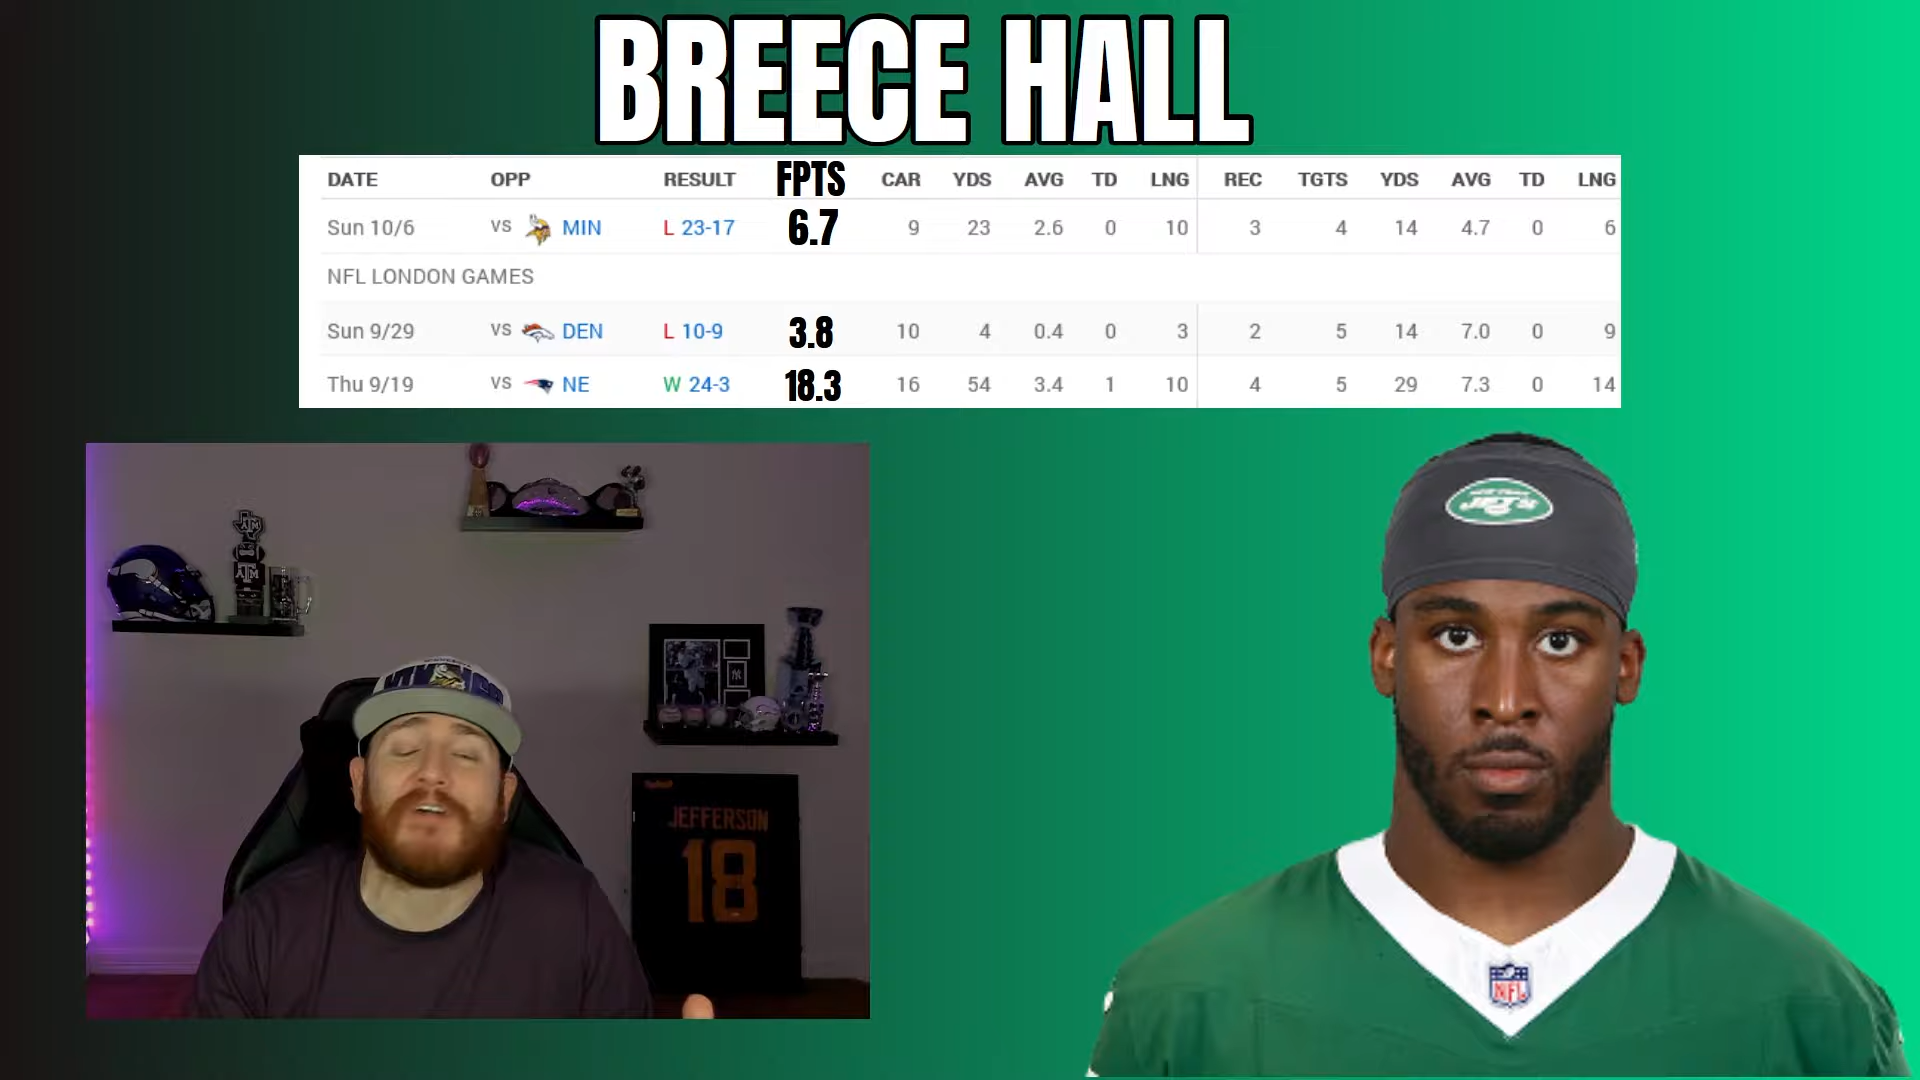 BREECE HALL
DATE OPP RESULT FPTS CAR YDS AVG TD LNG REC TGTS YDS AVG TD LNG
Sun 10/6 VS MIN L 23-17 6.7 9 23 2.6 0 10 3 4 14 4.7 0 6
NFL LONDON GAMES
Sun 9/29 VS DEN L 10-9 3.8 10 4 0.4 0 3 2 5 14 7.0 0 9
Thu 9/19 VS NE W 24-3 18.3 16 54 3.4 1 10 4 5 29 7.3 0 14
JETS
ATM
ATM
JEFFERSON
18
NFL